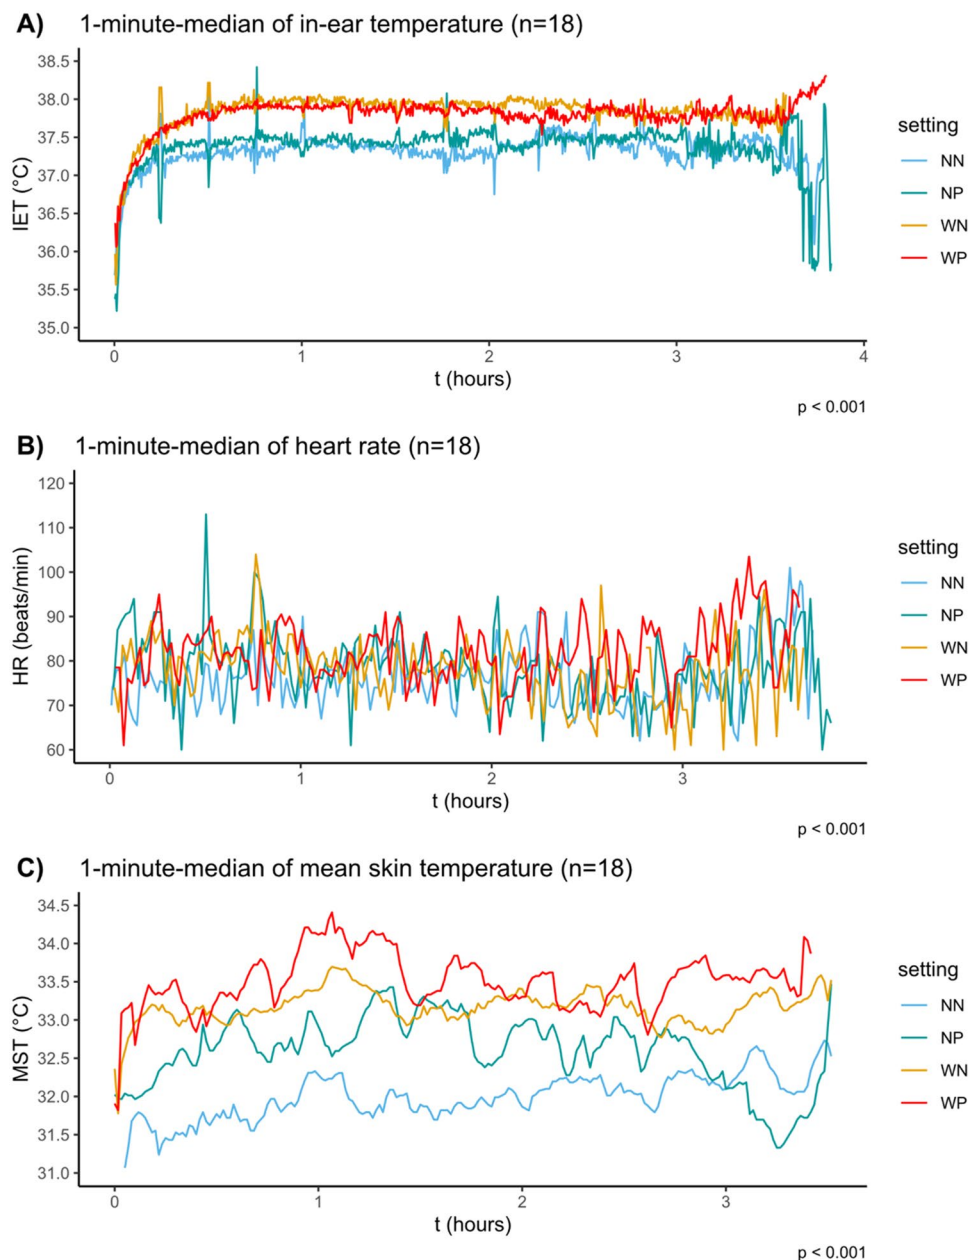 A) 1-minute-median of in-ear temperature (n=18)
38.5
38.0
37.5
37.0
36.5
36.0
35.5
35.0
IET (°C)
0 1 2 3 4
t (hours)
setting
NN
NP
WN
WP
p < 0.001
B) 1-minute-median of heart rate (n=18)
120
110
100
90
80
70
60
HR (beats/min)
0 1 2 3
t (hours)
setting
NN
NP
WN
WP
p < 0.001
C) 1-minute-median of mean skin temperature (n=18)
34.5
34.0
33.5
33.0
32.5
32.0
31.5
31.0
MST (°C)
0 1 2 3
t (hours)
setting
NN
NP
WN
WP
p < 0.001